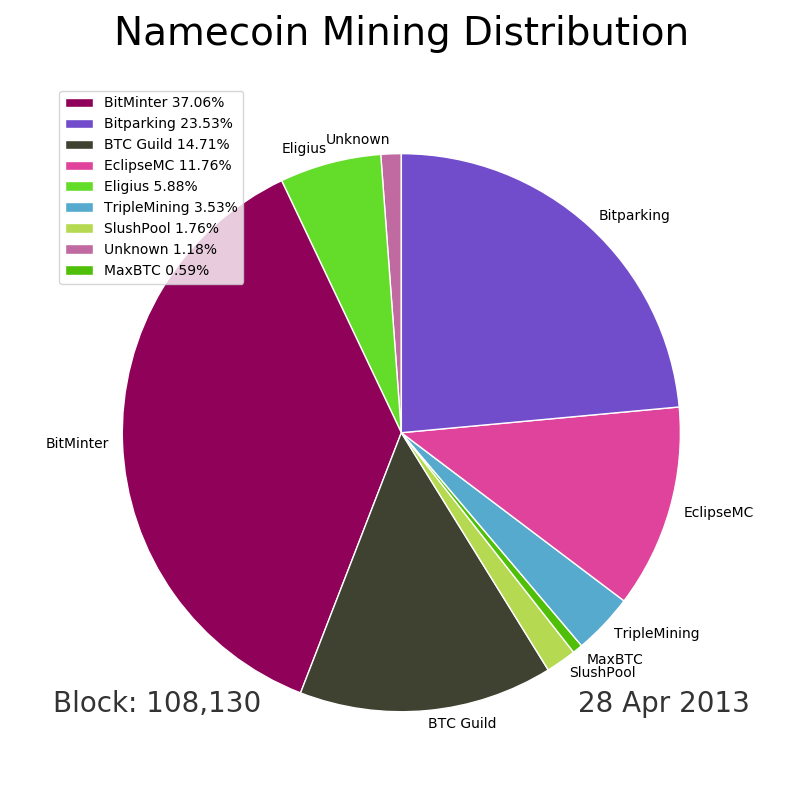 Namecoin Mining Distribution
BitMinter 37.06%
Bitparking 23.53%
BTC Guild 14.71%
EclipseMC 11.76%
Eligius 5.88%
TripleMining 3.53%
SlushPool 1.76%
Unknown 1.18%
MaxBTC 0.59%
Unknown
Eligius
Bitparking
BitMinter
EclipseMC
TripleMining
MaxBTC
SlushPool
BTC Guild
Block: 108,130
28 Apr 2013